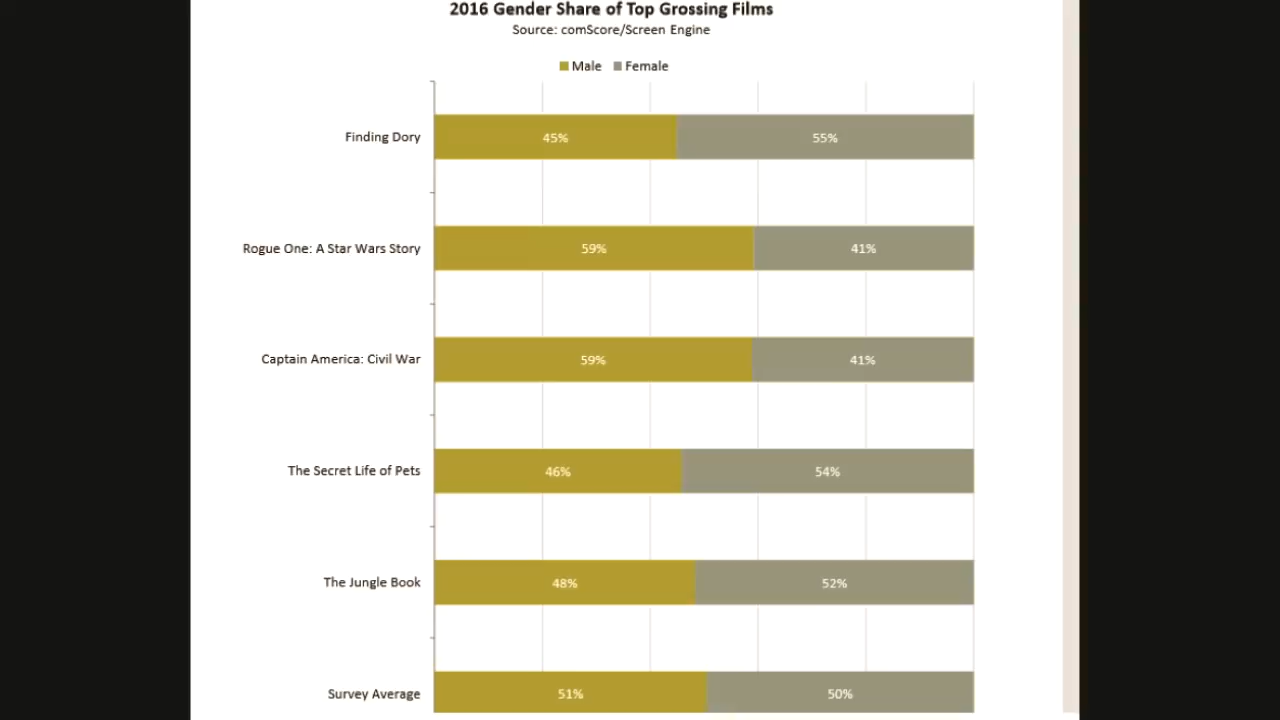 2016 Gender Share of Top Grossing Films
Source: comScore/Screen Engine
Male Female
Finding Dory 45% 55%
Rogue One: A Star Wars Story 59% 41%
Captain America: Civil War 59% 41%
The Secret Life of Pets 46% 54%
The Jungle Book 48% 52%
Survey Average 51% 50%